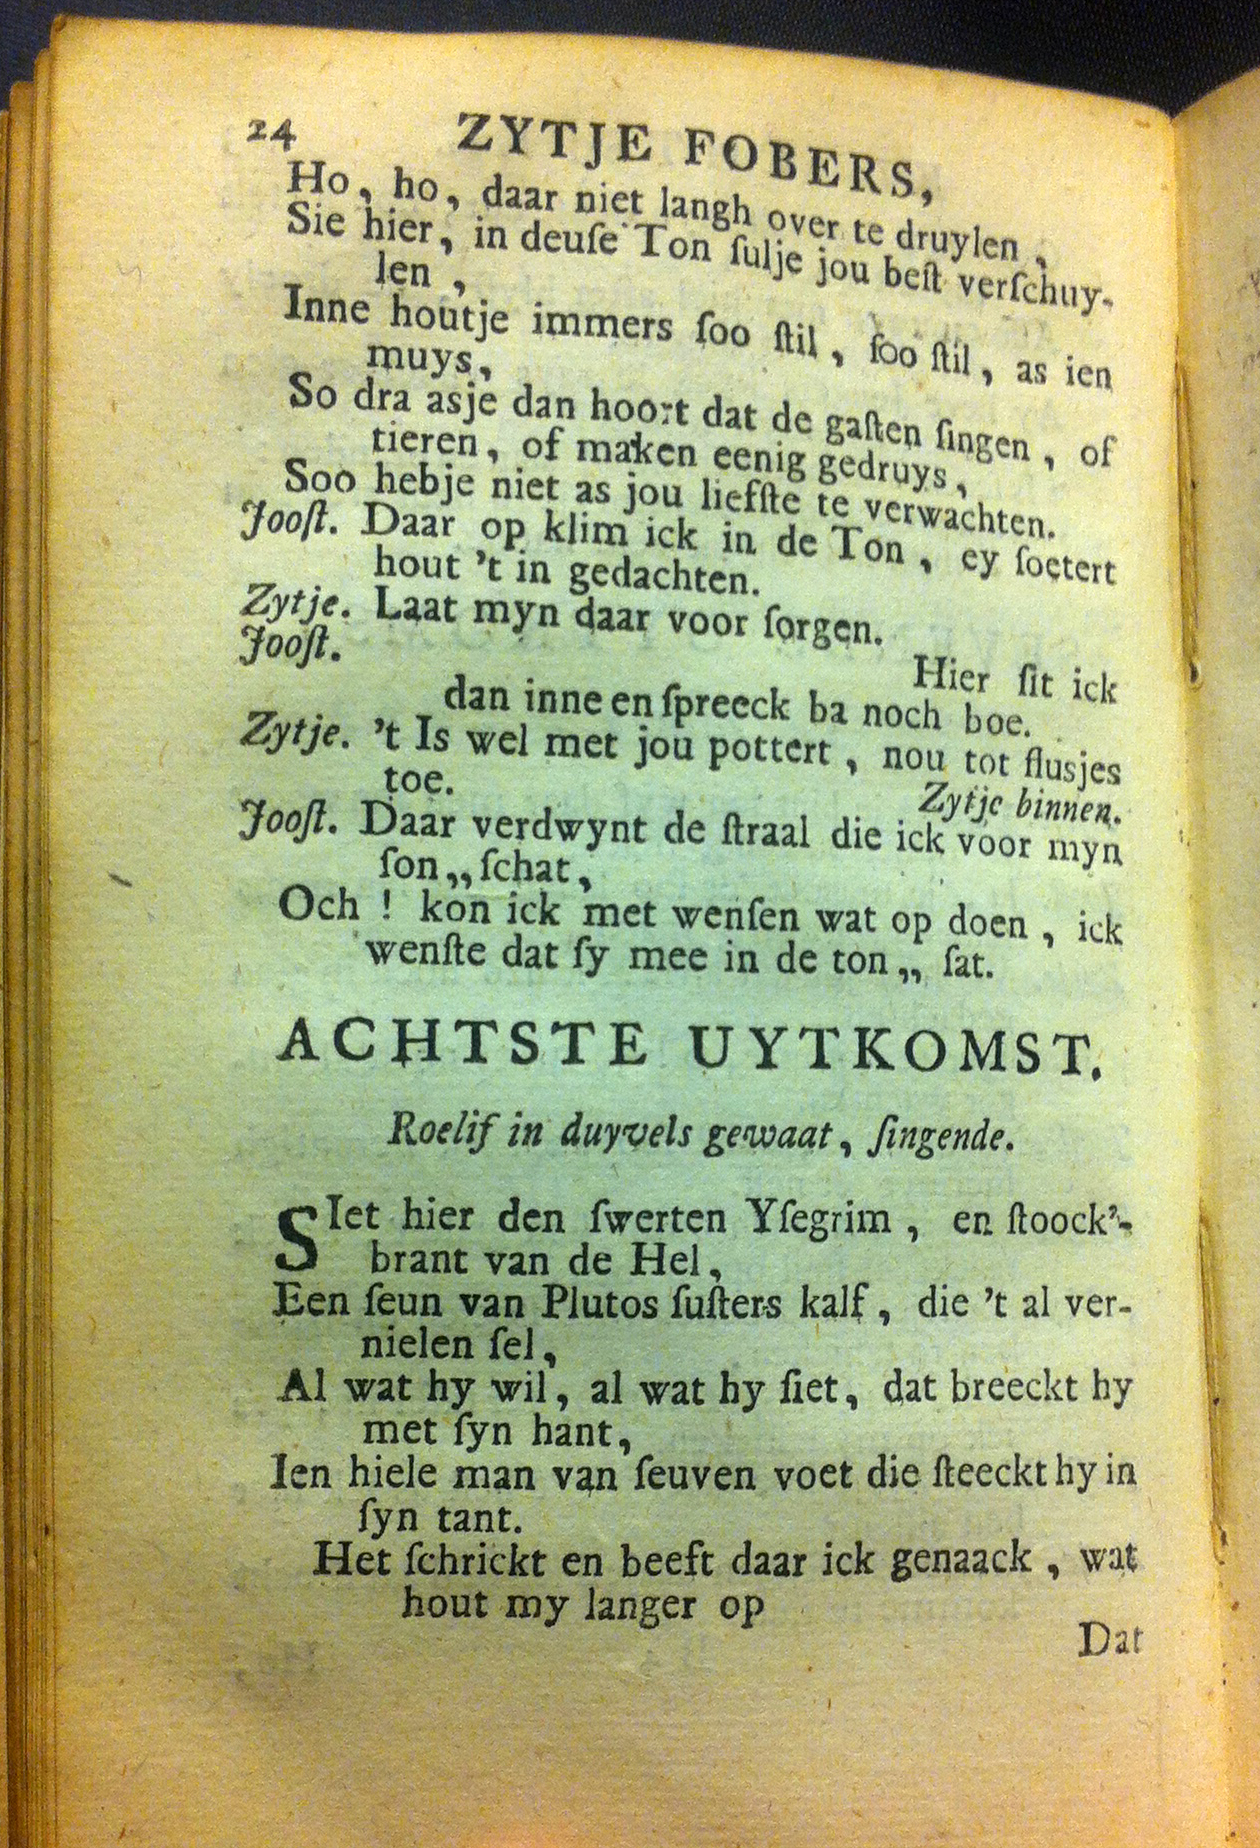 24 ZYTJE FOBERS,
Ho, ho, daar niet langh over te druylen,
Sie hier, in deuſe Ton ſulje jou beſt verſchuy-
len,
Inne houtje immers ſoo ſtil, ſoo ſtil, as ien
muys,
So dra asje dan hoort dat de gaſten ſingen, of
tieren, of maken eenig gedruys,
Soo hebje niet as jou liefſte te verwachten.
Jooſt. Daar op klim ick in de Ton, ey ſoetert
hout 't in gedachten.
Zytje. Laat myn daar voor ſorgen.
Jooſt.
Hier ſit ick
dan inne en ſpreeck ba noch boe.
Zytje. 't Is wel met jou pottert, nou tot fluſjes
toe.
Zytje binnen.
Jooſt. Daar verdwynt de ſtraal die ick voor myn
ſon„ ſchat,
Och! kon ick met wenſen wat op doen, ick
wenſte dat ſy mee in de ton„ ſat.
ACHTSTE UYTKOMST.
Roelif in duyvels gewaat, ſingende.
SIet hier den ſwerten Yſegrim, en ſtoock'-
brant van de Hel,
Een ſeun van Plutos ſuſters kalf, die 't al ver-
nielen ſel,
Al wat hy wil, al wat hy ſiet, dat breeckt hy
met ſyn hant,
Ien hiele man van ſeuven voet die ſteeckt hy in
ſyn tant.
Het ſchrickt en beeft daar ick genaack, wat
hout my langer op
Dat